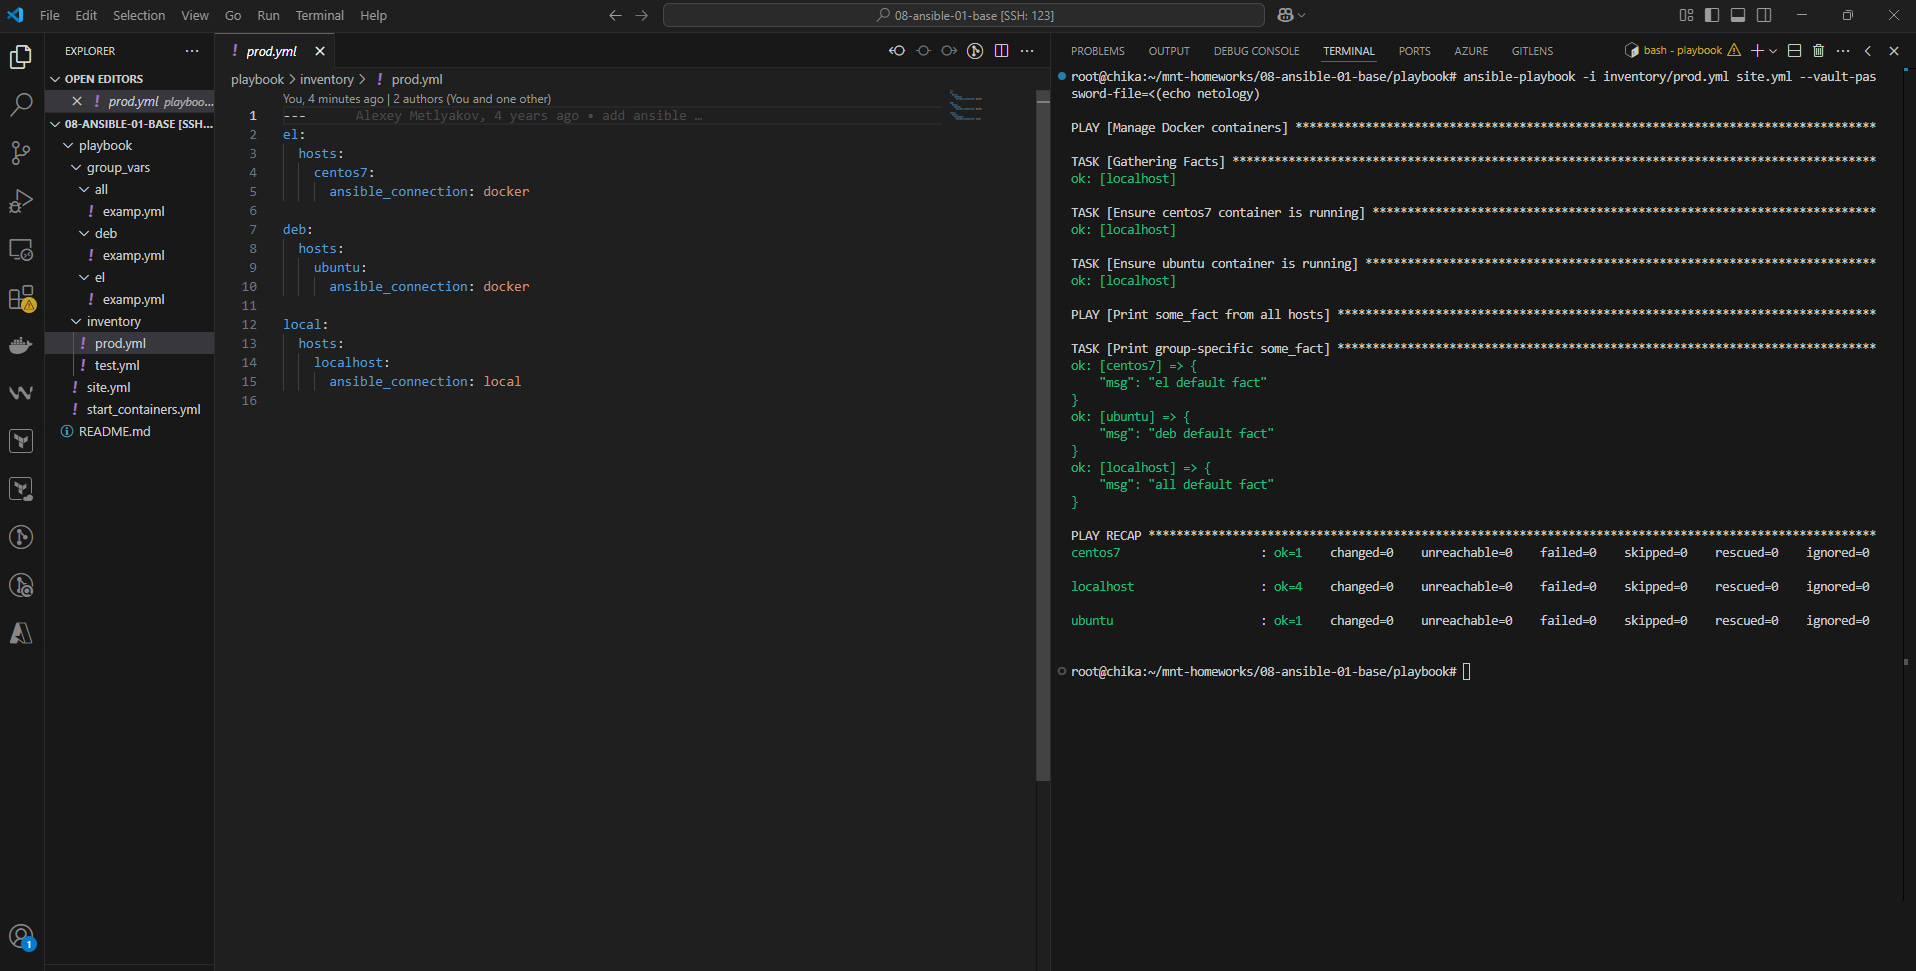 File Edit Selection View Go Run Terminal Help
08-ansible-01-base [SSH: 123]
EXPLORER
OPEN EDITORS
prod.yml playboo...
08-ANSIBLE-01-BASE [SSH...
playbook
group_vars
all
examp.yml
deb
examp.yml
el
examp.yml
inventory
prod.yml
test.yml
site.yml
start_containers.yml
README.md
1
prod.yml
playbook > inventory > ! prod.yml
You, 4 minutes ago | 2 authors (You and one other)
1 --- Alexey Metlyakov, 4 years ago • add ansible …
2 el:
3 hosts:
4 centos7:
5 ansible_connection: docker
6
7 deb:
8 hosts:
9 ubuntu:
10 ansible_connection: docker
11
12 local:
13 hosts:
14 localhost:
15 ansible_connection: local
16
PROBLEMS OUTPUT DEBUG CONSOLE TERMINAL PORTS AZURE GITLENS
bash - playbook
root@chika:~/mnt-homeworks/08-ansible-01-base/playbook# ansible-playbook -i inventory/prod.yml site.yml --vault-pas
sword-file=<(echo netology)
PLAY [Manage Docker containers] ***********************************************************************************
TASK [Gathering Facts] ********************************************************************************************
ok: [localhost]
TASK [Ensure centos7 container is running] ************************************************************************
ok: [localhost]
TASK [Ensure ubuntu container is running] *************************************************************************
ok: [localhost]
PLAY [Print some_fact from all hosts] *****************************************************************************
TASK [Print group-specific some_fact] *****************************************************************************
ok: [centos7] => {
"msg": "el default fact"
}
ok: [ubuntu] => {
"msg": "deb default fact"
}
ok: [localhost] => {
"msg": "all default fact"
}
PLAY RECAP ********************************************************************************************************
centos7 : ok=1 changed=0 unreachable=0 failed=0 skipped=0 rescued=0 ignored=0
localhost : ok=4 changed=0 unreachable=0 failed=0 skipped=0 rescued=0 ignored=0
ubuntu : ok=1 changed=0 unreachable=0 failed=0 skipped=0 rescued=0 ignored=0
root@chika:~/mnt-homeworks/08-ansible-01-base/playbook#